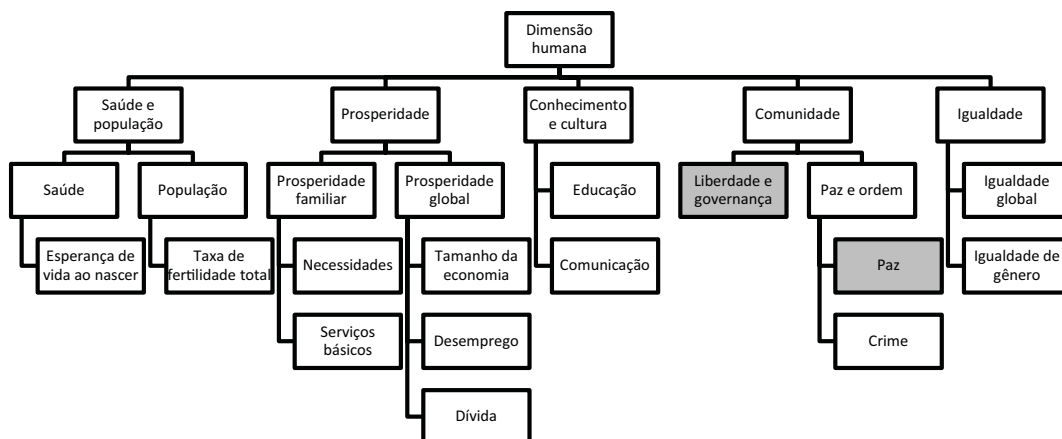 Dimensão
humana
Saúde e
população
Prosperidade
Conhecimento
e cultura
Comunidade
Igualdade
Saúde
População
Prosperidade
familiar
Prosperidade
global
Educação
Liberdade e
governança
Paz e ordem
Igualdade
global
Esperança de
vida ao nascer
Taxa de
fertilidade total
Necessidades
Tamanho da
economia
Comunicação
Paz
Igualdade de
gênero
Serviços
básicos
Desemprego
Crime
Dívida